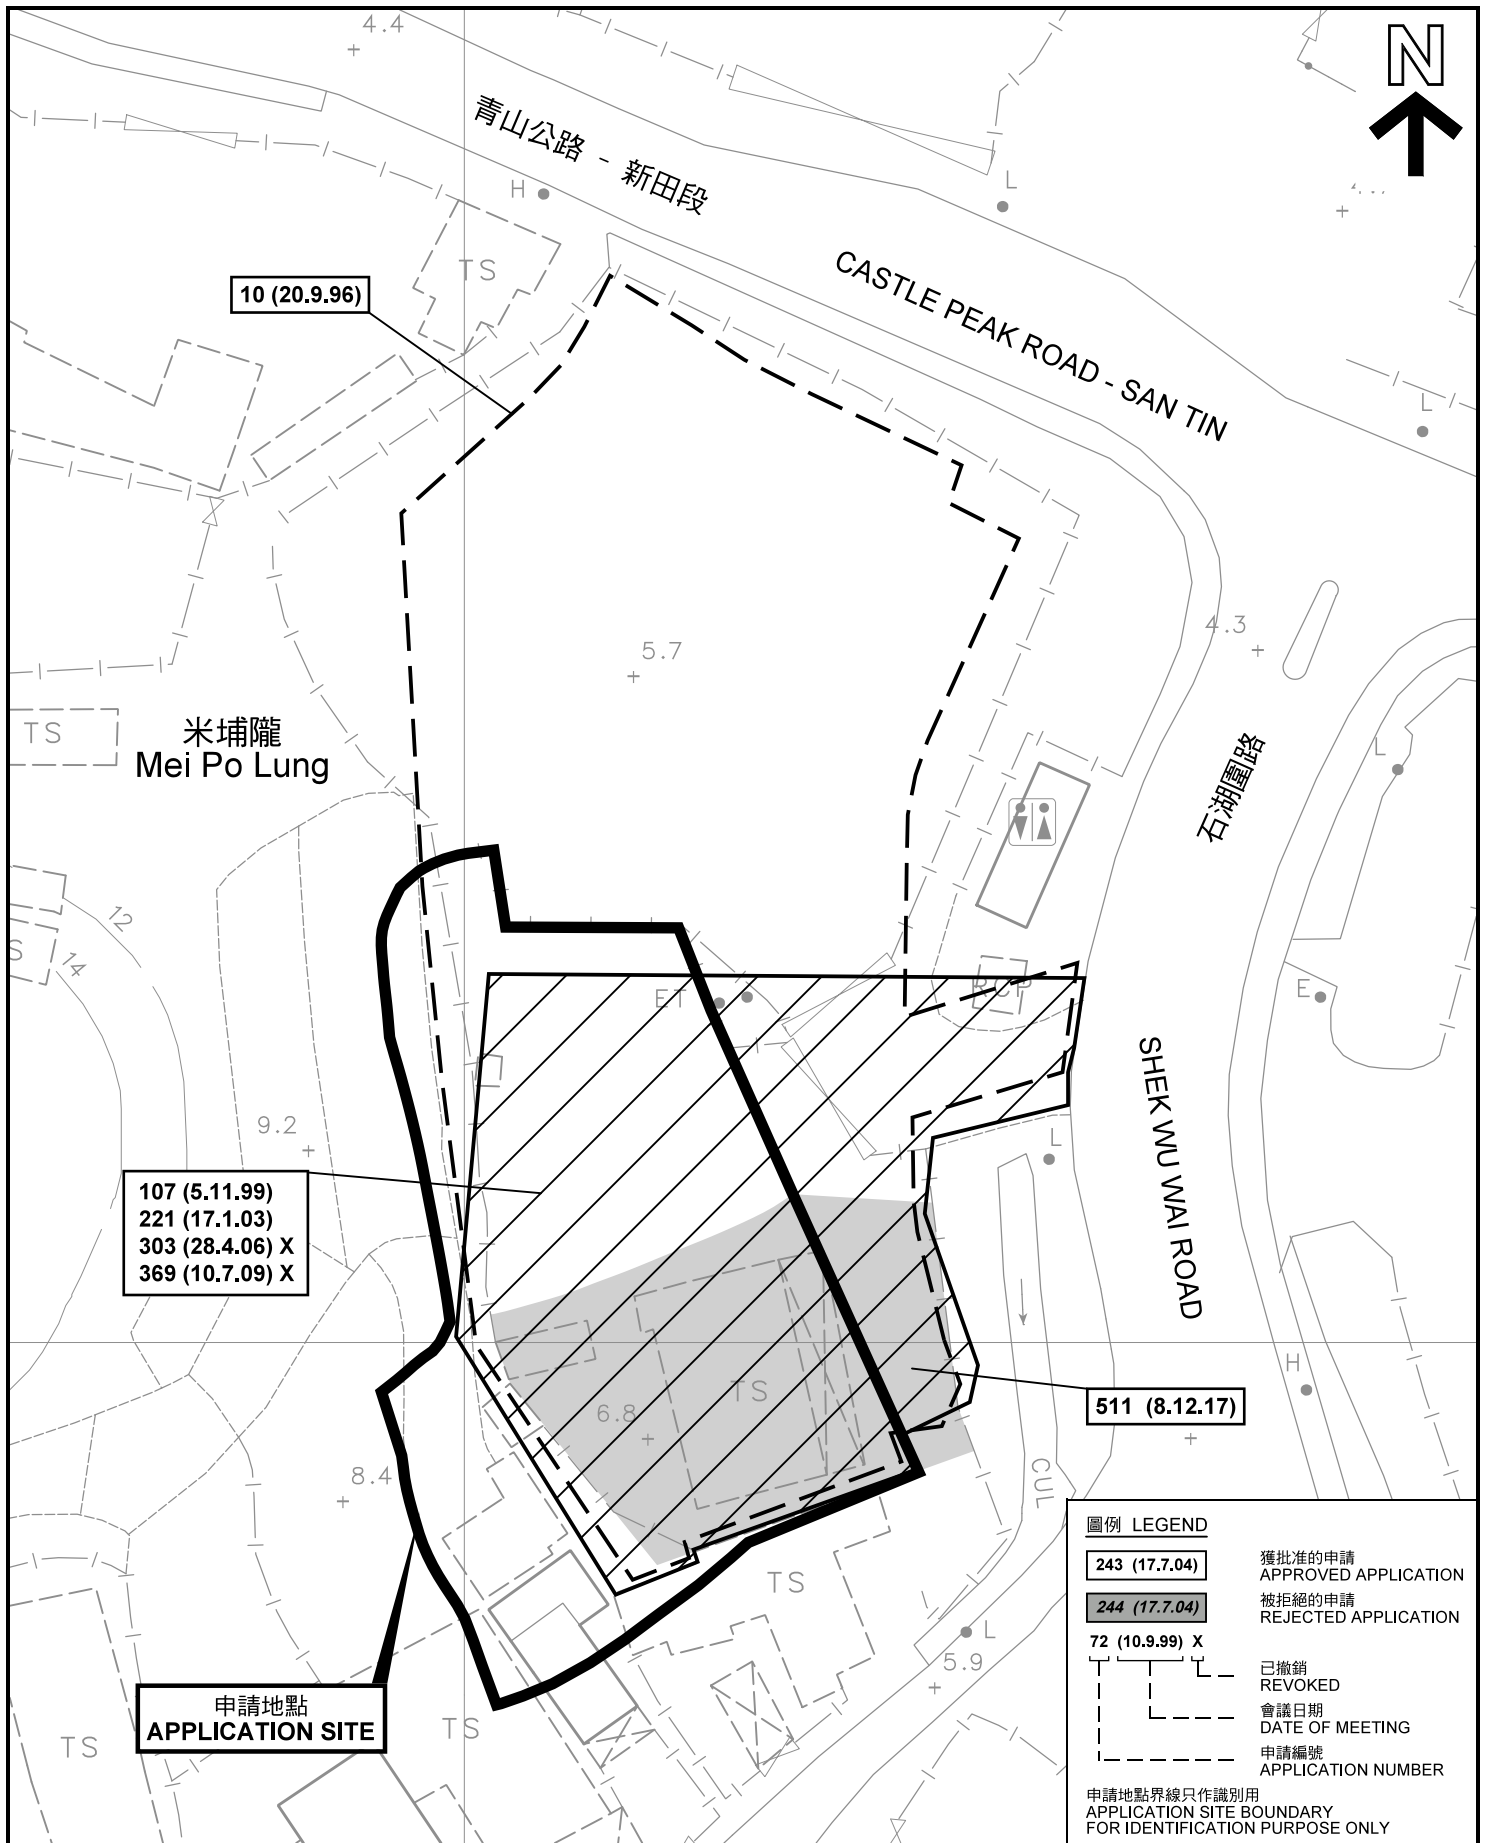 4.4
N
青山公路 - 新田段
H
L
TS
CASTLE PEAK ROAD - SAN TIN
10 (20.9.96)
L
4.3
5.7
米埔隴
Mei Po Lung
TS
石湖圍路
L
12
14
S
ET
RCP
E
SHEK WU WAI ROAD
9.2
L
107 (5.11.99)
221 (17.1.03)
303 (28.4.06) X
369 (10.7.09) X
H
TS
511 (8.12.17)
6.8
8.4
CUL
TS
L
5.9
申請地點
APPLICATION SITE
TS
TS
圖例 LEGEND
243 (17.7.04)
獲批准的申請
APPROVED APPLICATION
244 (17.7.04)
被拒絕的申請
REJECTED APPLICATION
72 (10.9.99) X
已撤銷
REVOKED
會議日期
DATE OF MEETING
申請編號
APPLICATION NUMBER
申請地點界線只作識別用
APPLICATION SITE BOUNDARY
FOR IDENTIFICATION PURPOSE ONLY